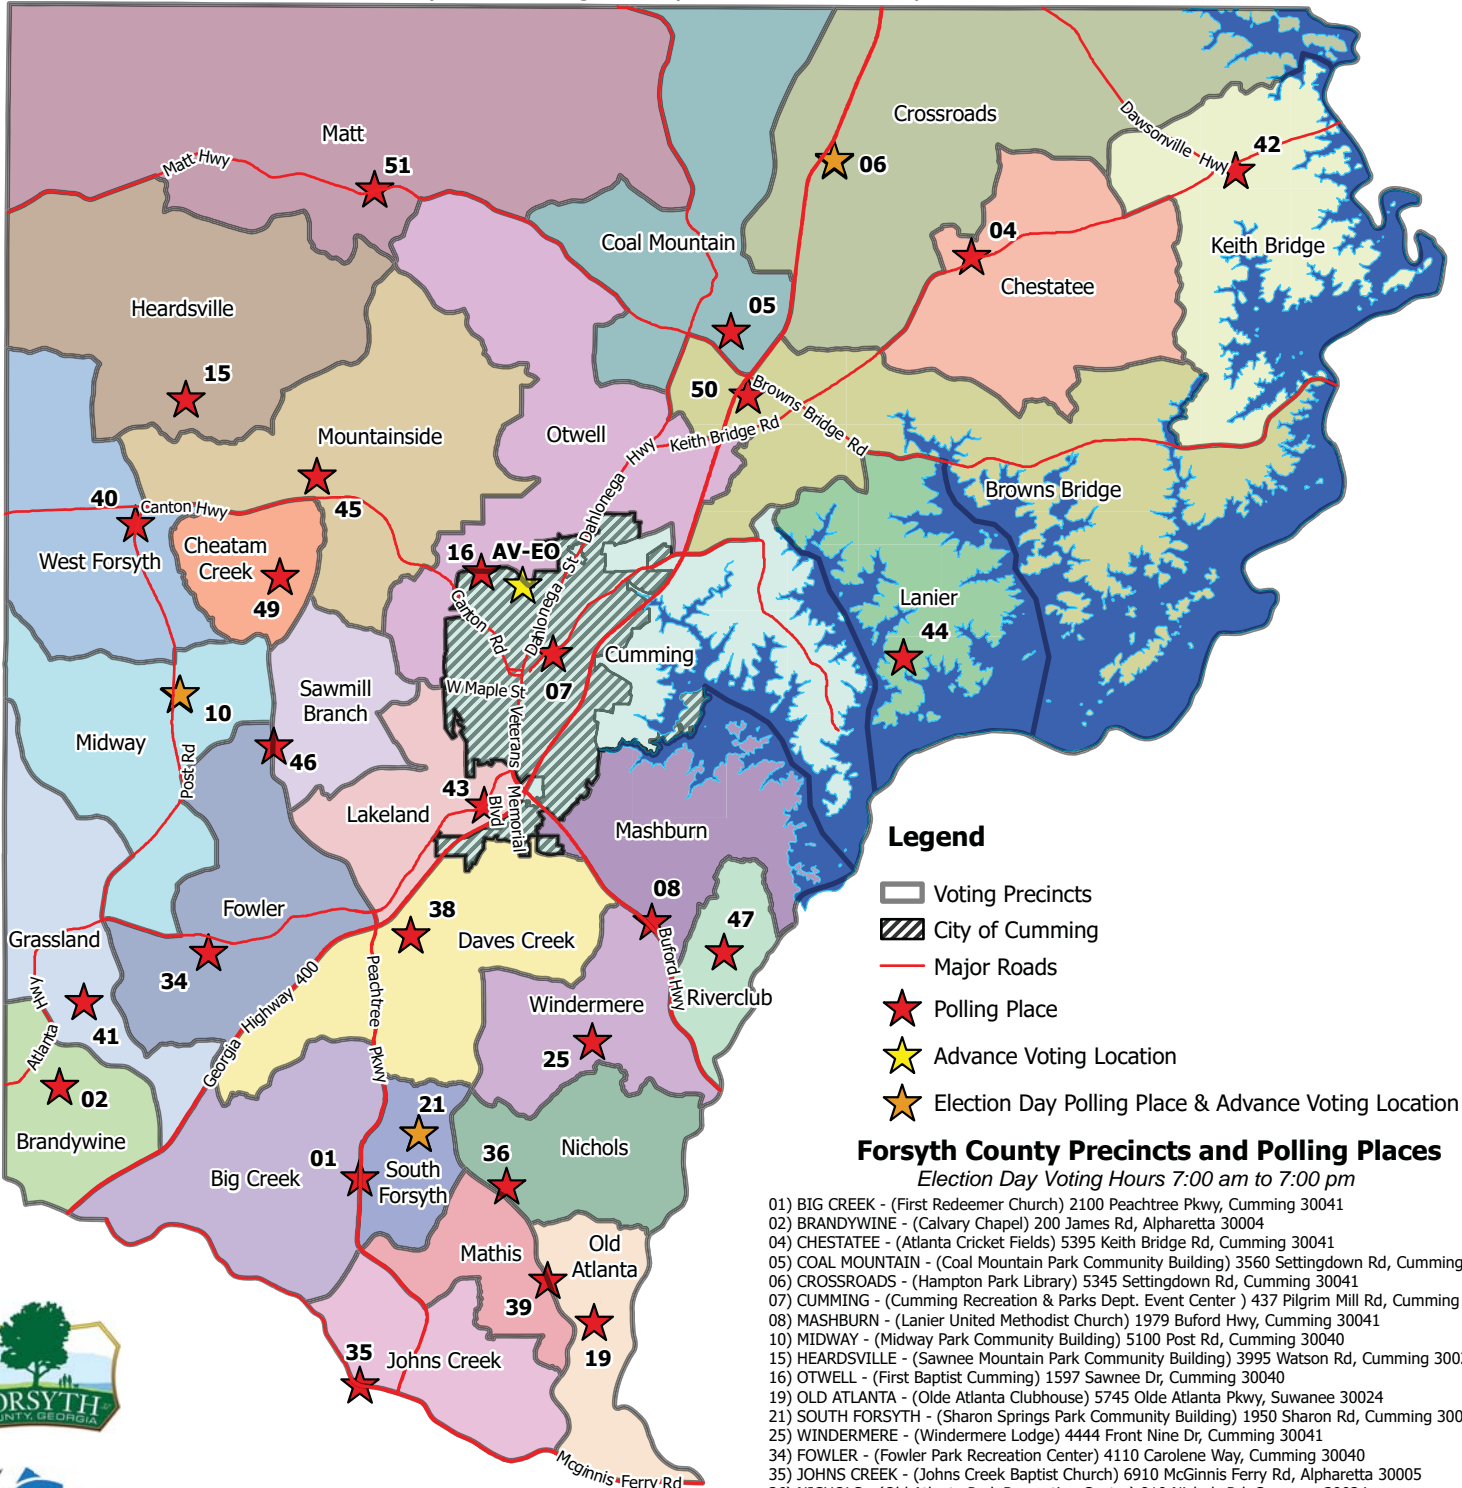 Matt
Matt Hwy
51
Crossroads
06
Dawsonville Hwy
42
Coal Mountain
04
Keith Bridge
Chestatee
Heardsville
05
15
50
Browns Bridge Rd
Mountainside
Otwell
Keith Bridge Rd
Dahlonega Hwy
40
Canton Hwy
45
Browns Bridge
West Forsyth
Cheatam
Creek
49
16
AV-EO
Dahlonega St
Canton Rd
Lanier
44
Cumming
07
W Maple St
Sawmill
Branch
10
Midway
46
Post Rd
Veterans
Memorial
Blvd
43
Lakeland
Mashburn
Legend
Voting Precincts
City of Cumming
Major Roads
Polling Place
Advance Voting Location
Election Day Polling Place & Advance Voting Location
08
47
Fowler
38
Daves Creek
Grassland
34
Buford Hwy
Riverclub
Peachtree
Pkwy
Georgia Highway 400
Windermere
25
Atlanta Hwy
41
02
Brandywine
21
South
Forsyth
01
Big Creek
36
Nichols
Mathis
39
Old
Atlanta
19
35
Johns Creek
Mcginnis Ferry Rd
Forsyth County Precincts and Polling Places
Election Day Voting Hours 7:00 am to 7:00 pm
01) BIG CREEK - (First Redeemer Church) 2100 Peachtree Pkwy, Cumming 30041
02) BRANDYWINE - (Calvary Chapel) 200 James Rd, Alpharetta 30004
04) CHESTATEE - (Atlanta Cricket Fields) 5395 Keith Bridge Rd, Cumming 30041
05) COAL MOUNTAIN - (Coal Mountain Park Community Building) 3560 Settingdown Rd, Cumming
06) CROSSROADS - (Hampton Park Library) 5345 Settingdown Rd, Cumming 30041
07) CUMMING - (Cumming Recreation & Parks Dept. Event Center ) 437 Pilgrim Mill Rd, Cumming
08) MASHBURN - (Lanier United Methodist Church) 1979 Buford Hwy, Cumming 30041
10) MIDWAY - (Midway Park Community Building) 5100 Post Rd, Cumming 30040
15) HEARDSVILLE - (Sawnee Mountain Park Community Building) 3995 Watson Rd, Cumming
16) OTWELL - (First Baptist Cumming) 1597 Sawnee Dr, Cumming 30040
19) OLD ATLANTA - (Olde Atlanta Clubhouse) 5745 Olde Atlanta Pkwy, Suwanee 30024
21) SOUTH FORSYTH - (Sharon Springs Park Community Building) 1950 Sharon Rd, Cumming
25) WINDERMERE - (Windermere Lodge) 4444 Front Nine Dr, Cumming 30041
34) FOWLER - (Fowler Park Recreation Center) 4110 Carolene Way, Cumming 30040
35) JOHNS CREEK - (Johns Creek Baptist Church) 6910 McGinnis Ferry Rd, Alpharetta 30005